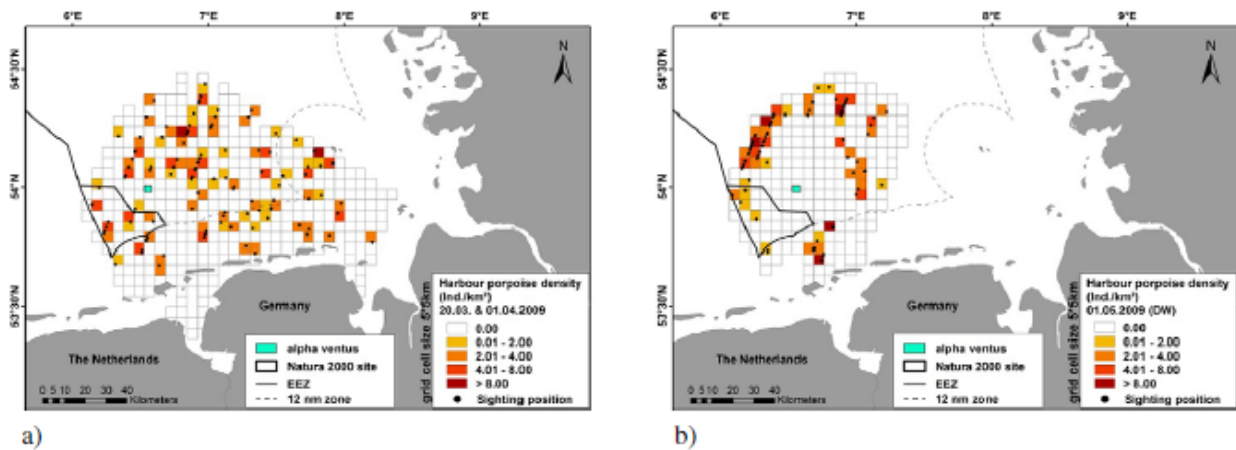 6°E 7°E 8°E 9°E
54°30'N
54°N
53°30'N
N
Germany
The Netherlands
0 5 10 20 30 40
Kilometers
alpha ventus
Natura 2000 site
EEZ
12 nm zone
grid cell size 5*5km
Harbour porpoise density
(Ind./km²)
20.03. & 01.04.2009
0.00
0.01 - 2.00
2.01 - 4.00
4.01 - 8.00
> 8.00
Sighting position
a)
6°E 7°E 8°E 9°E
54°30'N
54°N
53°30'N
N
Germany
The Netherlands
0 5 10 20 30 40
Kilometers
alpha ventus
Natura 2000 site
EEZ
12 nm zone
grid cell size 5*5km
Harbour porpoise density
(Ind./km²)
01.05.2009 (DW)
0.00
0.01 - 2.00
2.01 - 4.00
4.01 - 8.00
> 8.00
Sighting position
b)